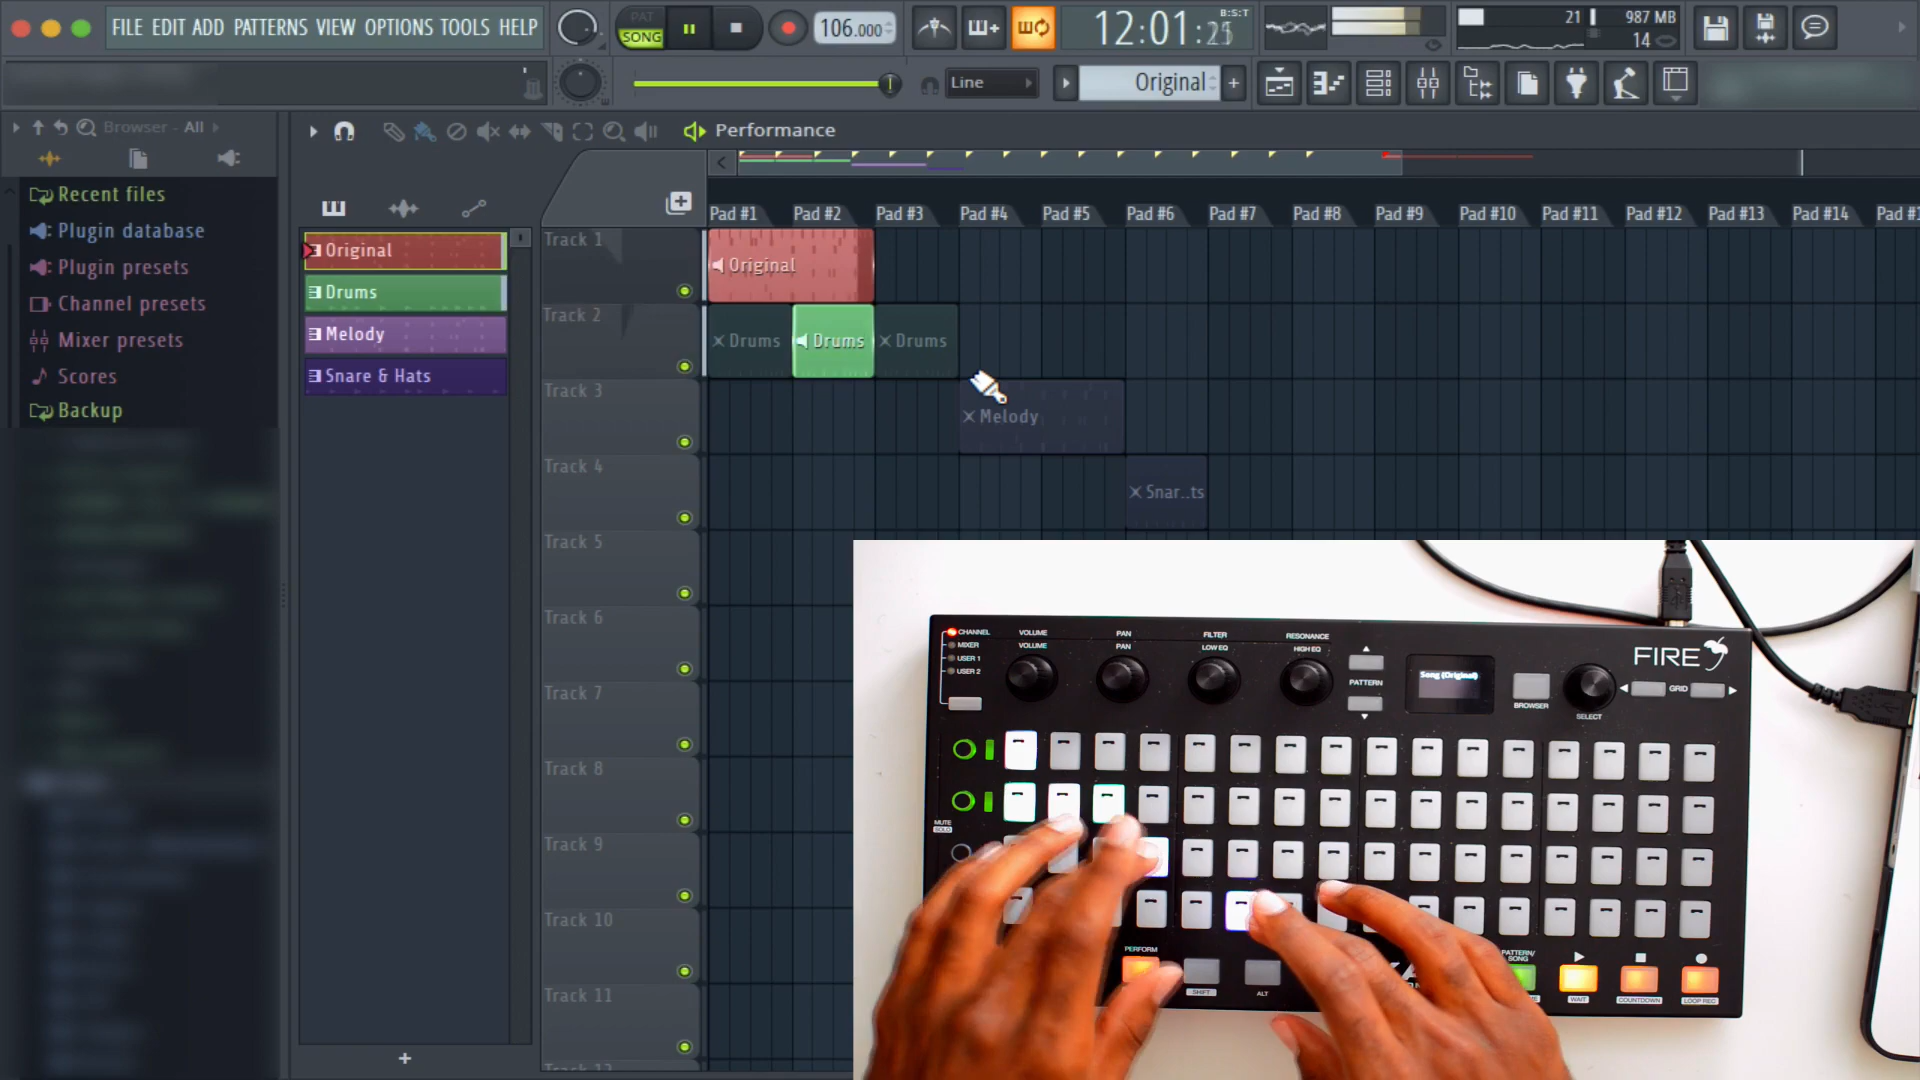 FILE EDIT ADD PATTERNS VIEW OPTIONS TOOLS HELP
PAT
SONG
106.000
12:01:25
B:S:T
21
987 MB
14
Line
Original
Browser - All
Performance
Recent files
Plugin database
Plugin presets
Channel presets
Mixer presets
Scores
Backup
Original
Drums
Melody
Snare & Hats
Pad #1
Pad #2
Pad #3
Pad #4
Pad #5
Pad #6
Pad #7
Pad #8
Pad #9
Pad #10
Pad #11
Pad #12
Pad #13
Pad #14
Track 1
Original
Track 2
Drums
Drums
Drums
Track 3
Melody
Track 4
Snar..ts
Track 5
Track 6
Track 7
Track 8
Track 9
Track 10
Track 11
CHANNEL
MIXER
USER 1
USER 2
VOLUME
VOLUME
PAN
PAN
FILTER
LOW EQ
RESONANCE
HIGH EQ
PATTERN
Song (Original)
BROWSER
SELECT
FIRE
GRID
MUTE
SOLO
PERFORM
SHIFT
ALT
PATTERN/
SONG
WAIT
COUNTDOWN
LOOP REC